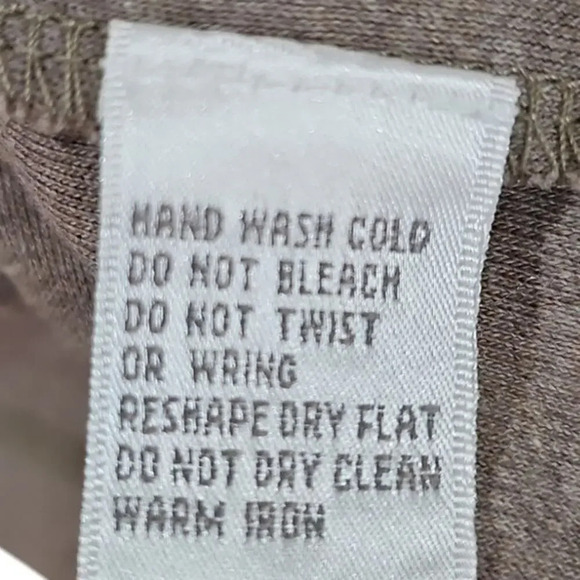 HAND WASH COLD
DO NOT BLEACH
DO NOT TWIST
OR WRING
RESHAPE DRY FLAT
DO NOT DRY CLEAN
WARM IRON